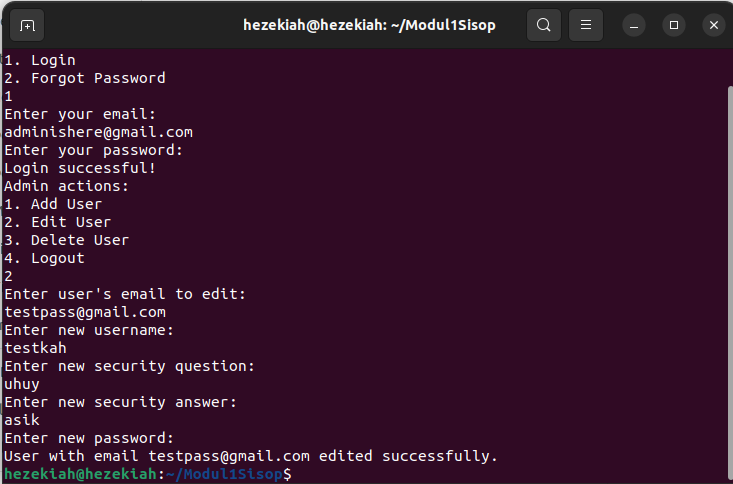 hezekiah@hezekiah: ~/Modul1Sisop
1. Login
2. Forgot Password
1
Enter your email:
adminishere@gmail.com
Enter your password:
Login successful!
Admin actions:
1. Add User
2. Edit User
3. Delete User
4. Logout
2
Enter user's email to edit:
testpass@gmail.com
Enter new username:
testkah
Enter new security question:
uhuy
Enter new security answer:
asik
Enter new password:
User with email testpass@gmail.com edited successfully.
hezekiah@hezekiah:~/Modul1Sisop$